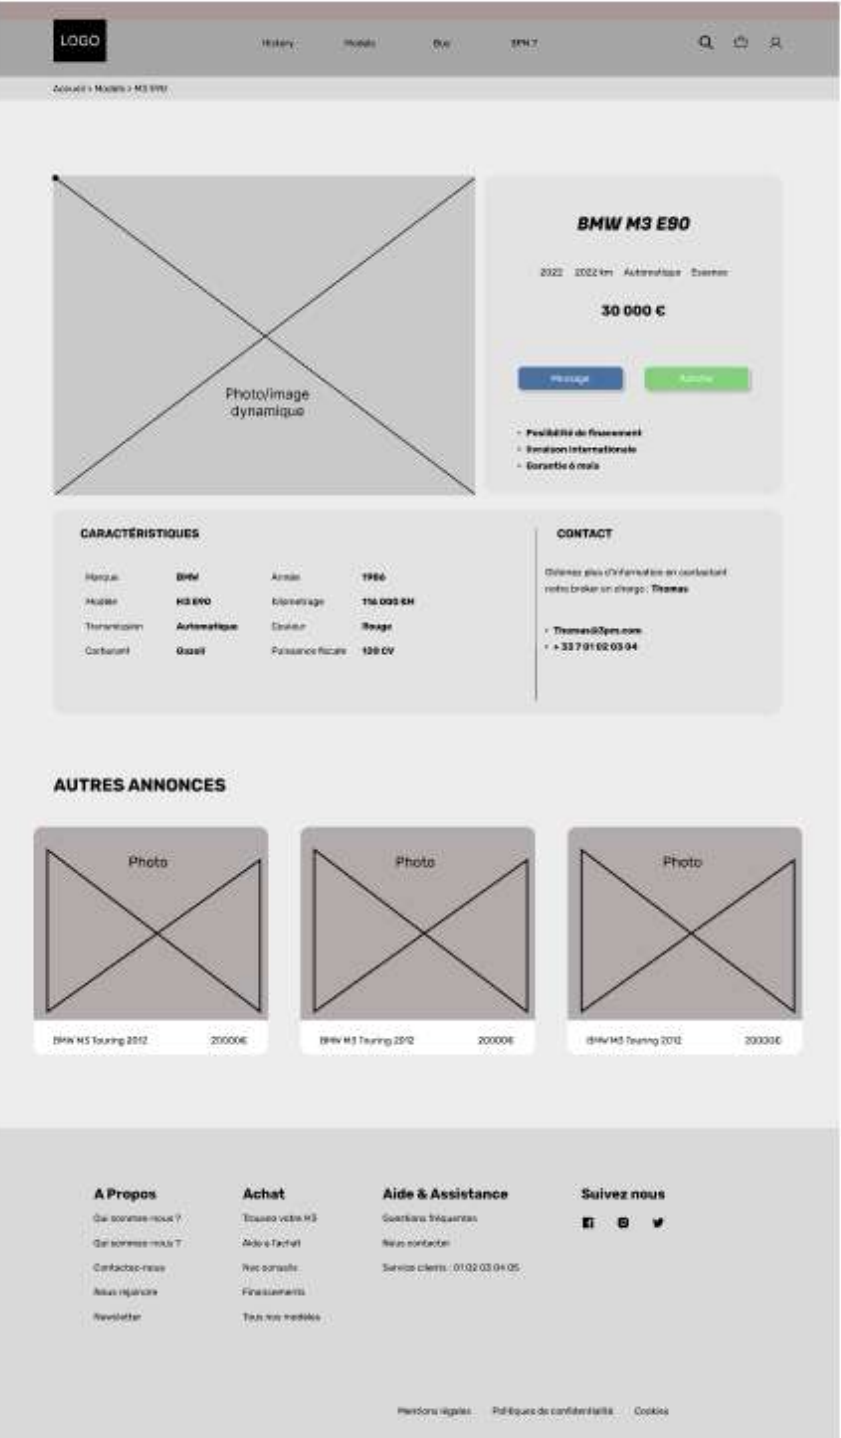 LOGO
History Models Buy 3PM ?
Accueil > Models > M3 E90
Photo/image
dynamique
BMW M3 E90
2022 2022 km Automatique Essence
30 000 €
Message
CARACTÉRISTIQUES
Marque BMW Année 1986
Modèle M3 E90 Kilometrage 116 000 KM
Transmission Automatique Couleur Rouge
Carburant Gazoil Puissance fiscale 120 CV
• livraison internationale
• Garantie 6 mois
CONTACT
Obtenez plus d'information en contactant
notre broker en charge : Thomas
• Thomas@3pm.com
• + 33 7 01 02 03 04
AUTRES ANNONCES
Photo
BMW M3 Touring 2012 20000€
Photo
BMW M3 Touring 2012 20000€
Photo
BMW M3 Touring 2012 20000€
A Propos
Qui sommes-nous ?
Qui sommes-nous ?
Contactez-nous
Nous rejoindre
Newsletter
Achat
Trouvez votre M3
Aide a l'achat
Nos conseils
Financements
Tous nos modèles
Aide & Assistance
Questions fréquentes
Nous contacter
Service clients : 01 02 03 04 05
Suivez nous
Mentions légales Politiques de confidentialité Cookies